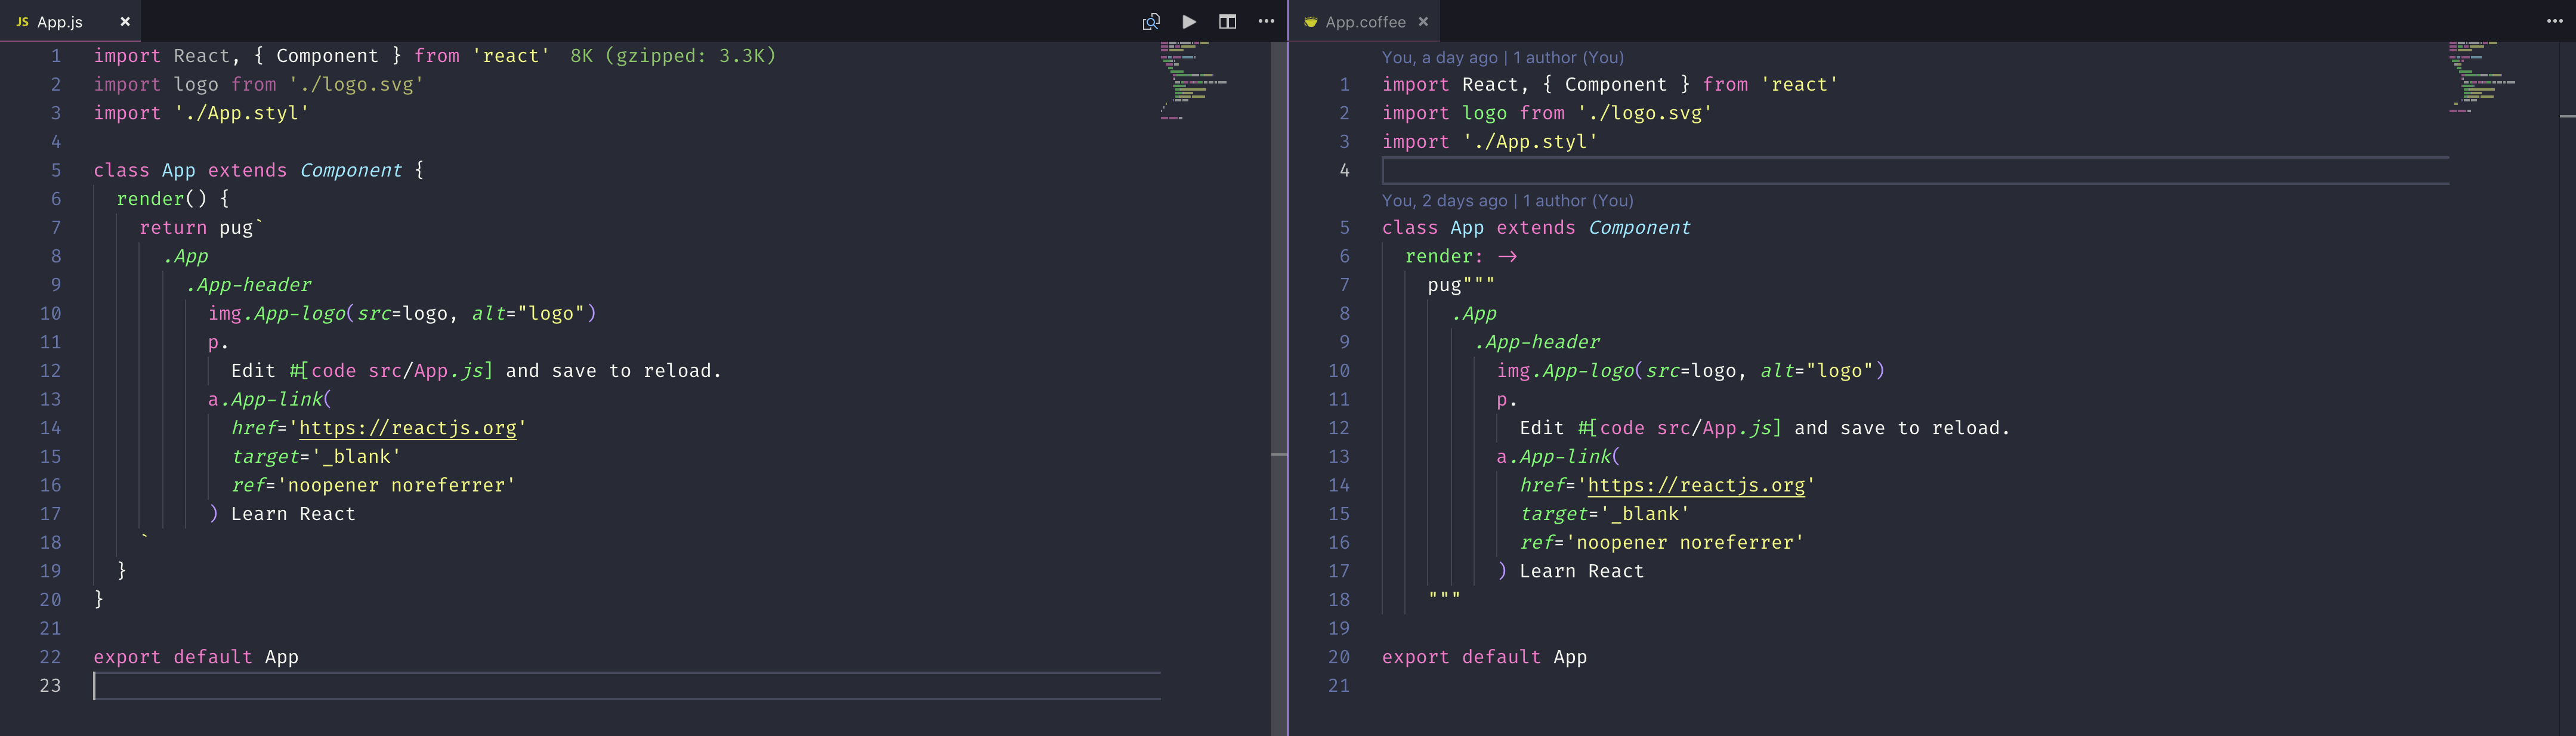 JS App.js ×
1 import React, { Component } from 'react' 8K (gzipped: 3.3K)
2 import logo from './logo.svg'
3 import './App.styl'
4
5 class App extends Component {
6   render() {
7     return pug`
8       .App
9         .App-header
10           img.App-logo(src=logo, alt="logo")
11           p.
12             Edit #[code src/App.js] and save to reload.
13           a.App-link(
14             href='https://reactjs.org'
15             target='_blank'
16             ref='noopener noreferrer'
17           ) Learn React
18     `
19   }
20 }
21
22 export default App
23
App.coffee ×
You, a day ago | 1 author (You)
1 import React, { Component } from 'react'
2 import logo from './logo.svg'
3 import './App.styl'
4
You, 2 days ago | 1 author (You)
5 class App extends Component
6   render: ->
7     pug"""
8       .App
9         .App-header
10           img.App-logo(src=logo, alt="logo")
11           p.
12             Edit #[code src/App.js] and save to reload.
13           a.App-link(
14             href='https://reactjs.org'
15             target='_blank'
16             ref='noopener noreferrer'
17           ) Learn React
18     """
19
20 export default App
21